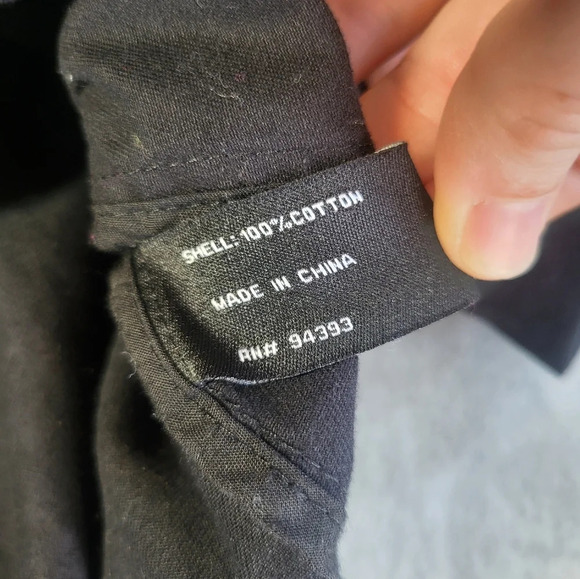 SHELL: 100% COTTON
MADE IN CHINA
RN# 94393